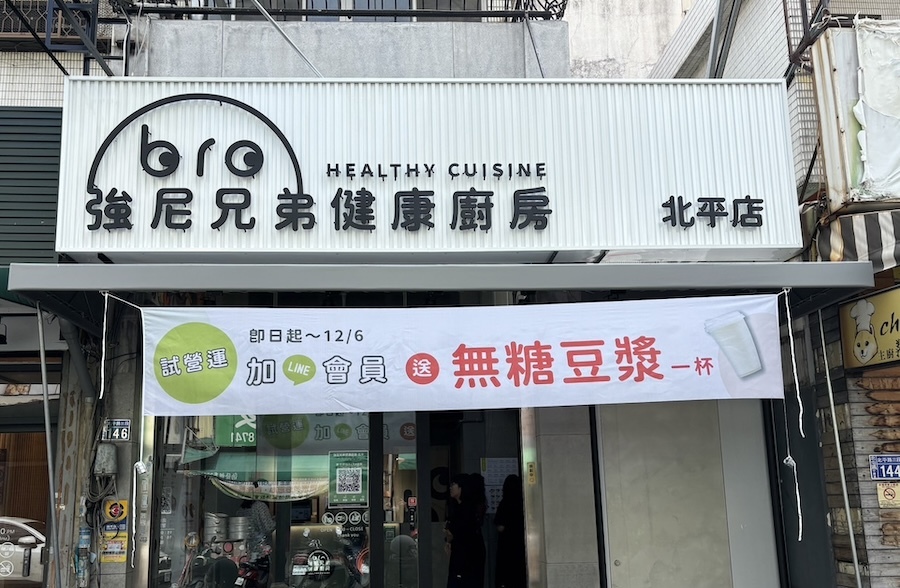 bro
HEALTHY CUISINE
強尼兄弟健康廚房
北平店
試營運
即日起～12/6
加 LINE 會員 送 無糖豆漿一杯
146
8741
144